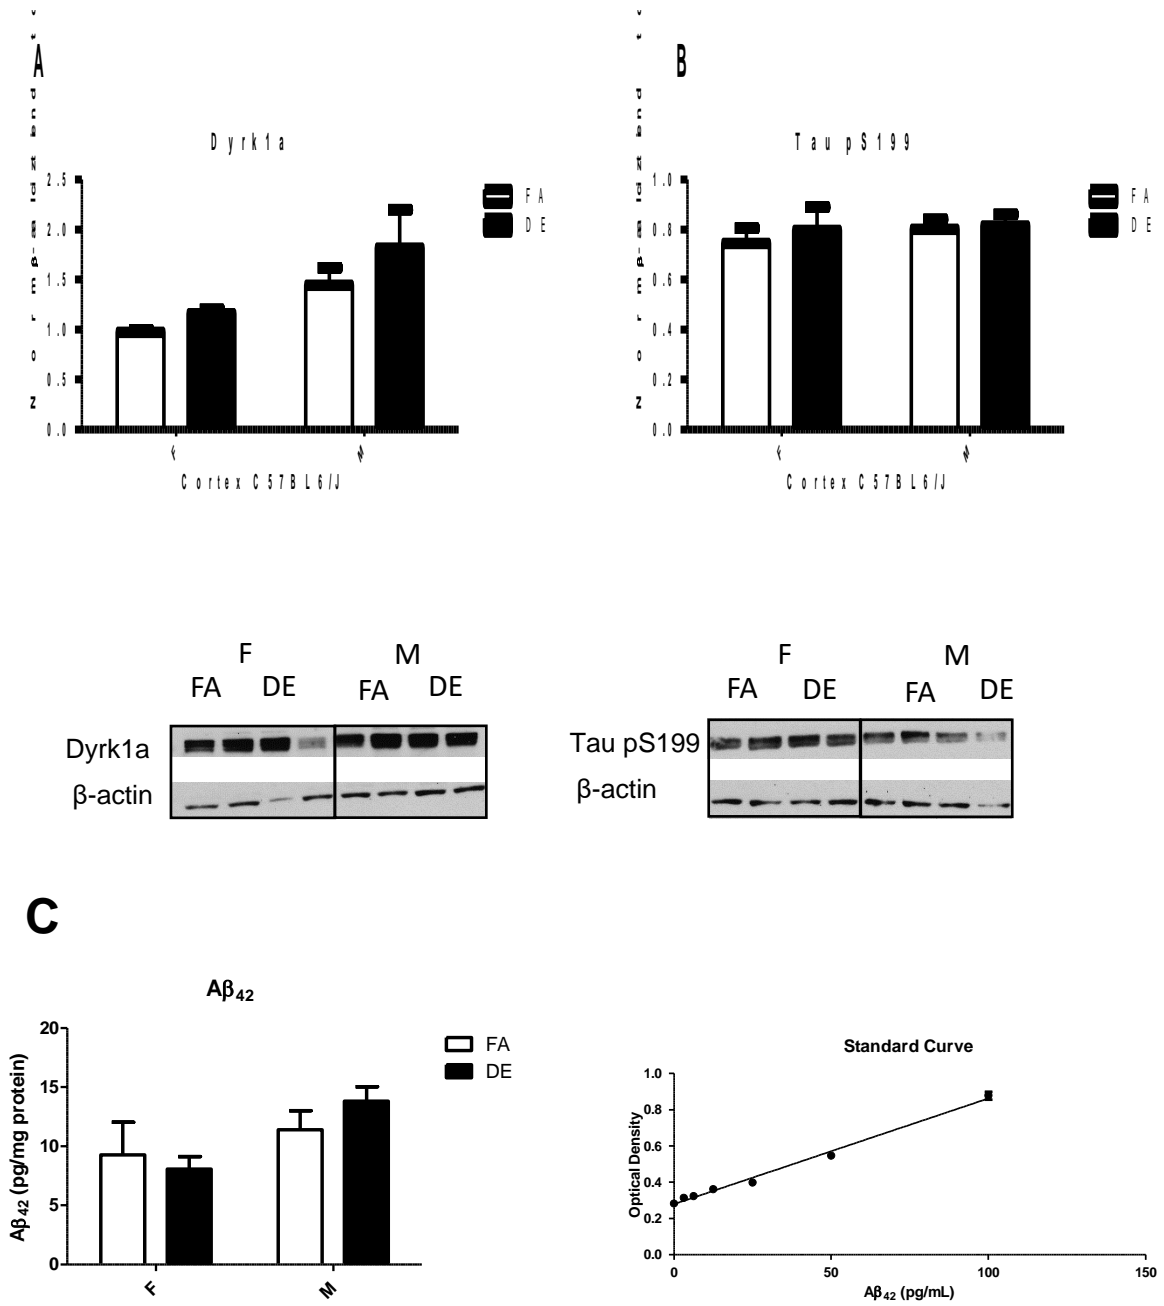 A
B
Dyrk1a
Tau pS199
2.5
2.0
1.5
1.0
0.5
0.0
FA
DE
F
M
Cortex C57BL6/J
1.0
0.8
0.6
0.4
0.2
0.0
FA
DE
F
M
Cortex C57BL6/J
F
M
FA
DE
FA
DE
Dyrk1a
β-actin
F
M
FA
DE
FA
DE
Tau pS199
β-actin
C
Aβ42
20
15
10
5
0
Aβ42 (pg/mg protein)
FA
DE
F
M
Standard Curve
1.0
0.8
0.6
0.4
0.2
0.0
Optical Density
0
50
100
150
Aβ42 (pg/mL)